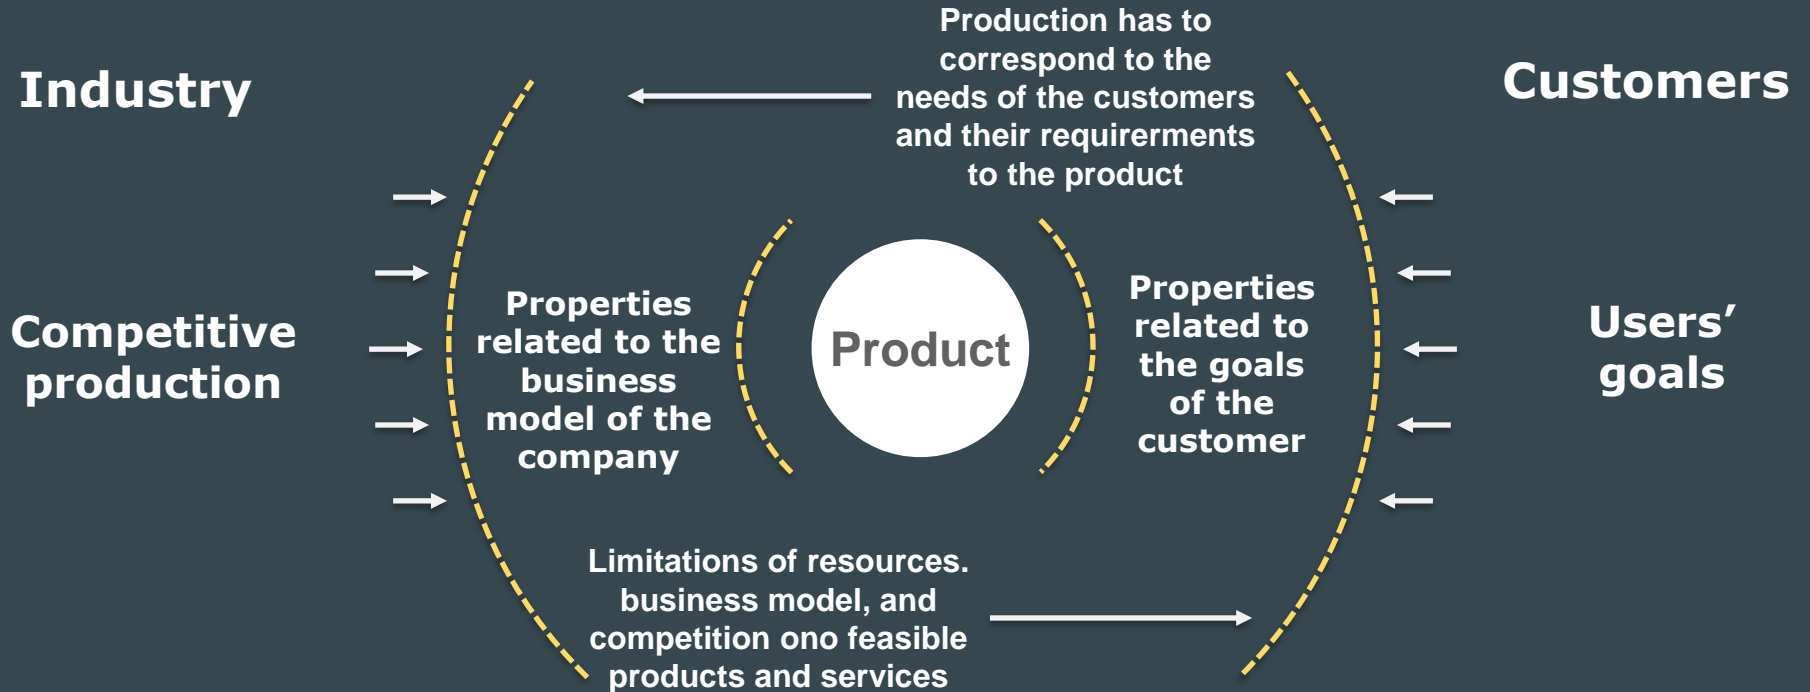 Industry
Production has to
correspond to the
needs of the customers
and their requirerments
to the product
Customers
Competitive
production
Properties
related to the
business
model of the
company
Product
Properties
related to
the goals
of the
customer
Users’
goals
Limitations of resources.
business model, and
competition ono feasible
products and services